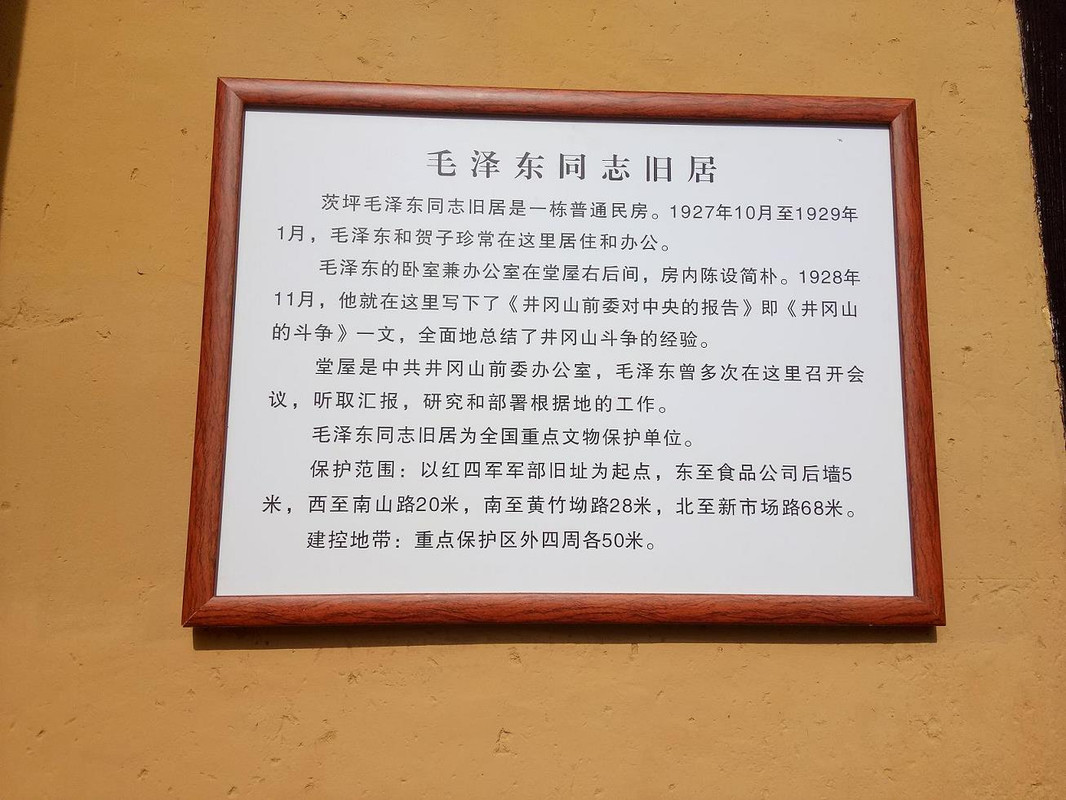 毛泽东同志旧居
茨坪毛泽东同志旧居是一栋普通民房。1927年10月至1929年
1月，毛泽东和贺子珍常在这里居住和办公。
毛泽东的卧室兼办公室在堂屋右后间，房内陈设简朴。1928年
11月，他就在这里写下了《井冈山前委对中央的报告》即《井冈山
的斗争》一文，全面地总结了井冈山斗争的经验。
堂屋是中共井冈山前委办公室，毛泽东曾多次在这里召开会
议，听取汇报，研究和部署根据地的工作。
毛泽东同志旧居为全国重点文物保护单位。
保护范围：以红四军军部旧址为起点，东至食品公司后墙5
米，西至南山路20米，南至黄竹坳路28米，北至新市场路68米。
建控地带：重点保护区外四周各50米。